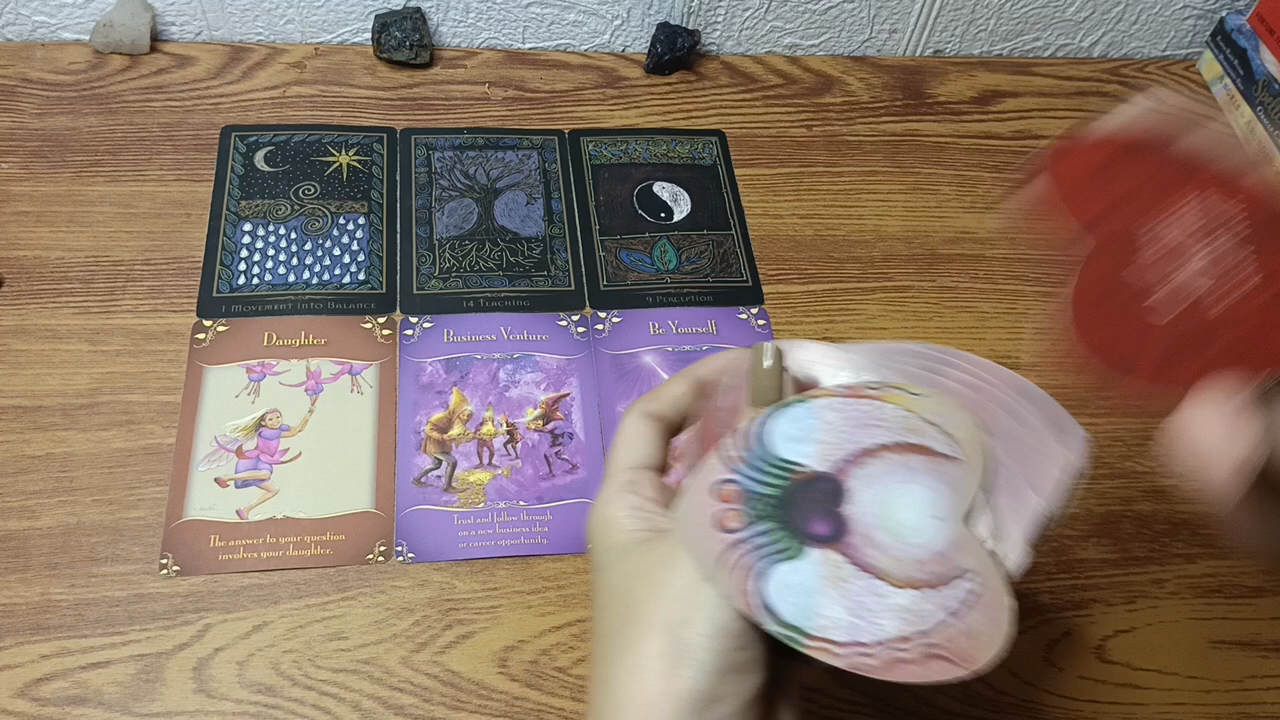 1 MOVEMENT INTO BALANCE
14 TEACHING
9 PERCEPTION
Daughter
The answer to your question
involves your daughter.
Business Venture
Trust and follow through
on a new business idea
or career opportunity.
Be Yourself